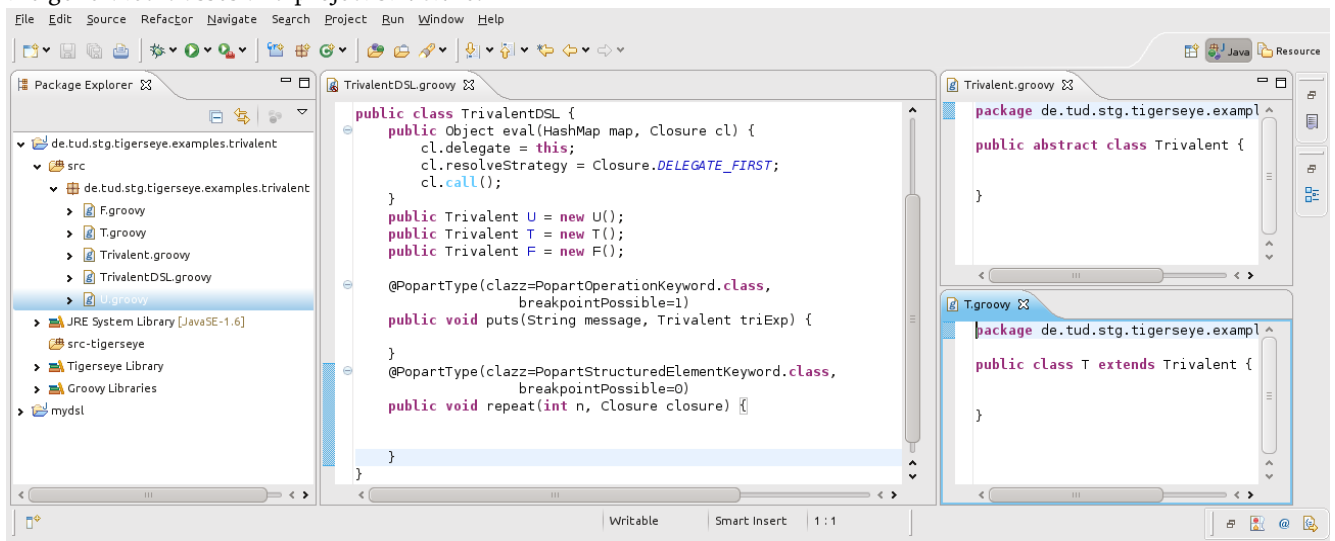 File Edit Source Refactor Navigate Search Project Run Window Help
Java Resource
Package Explorer
de.tud.stg.tigerseye.examples.trivalent
src
de.tud.stg.tigerseye.examples.trivalent
F.groovy
T.groovy
Trivalent.groovy
TrivalentDSL.groovy
U.groovy
JRE System Library [JavaSE-1.6]
src-tigerseye
Tigerseye Library
Groovy Libraries
mydsl
TrivalentDSL.groovy
public class TrivalentDSL {
public Object eval(HashMap map, Closure cl) {
cl.delegate = this;
cl.resolveStrategy = Closure.DELEGATE_FIRST;
cl.call();
}
public Trivalent U = new U();
public Trivalent T = new T();
public Trivalent F = new F();
@PopartType(clazz=PopartOperationKeyword.class,
breakpointPossible=1)
public void puts(String message, Trivalent triExp) {
}
@PopartType(clazz=PopartStructuredElementKeyword.class,
breakpointPossible=0)
public void repeat(int n, Closure closure) {
}
}
Trivalent.groovy
package de.tud.stg.tigerseye.exampl
public abstract class Trivalent {
}
T.groovy
package de.tud.stg.tigerseye.exampl
public class T extends Trivalent {
}
Writable Smart Insert 1 : 1